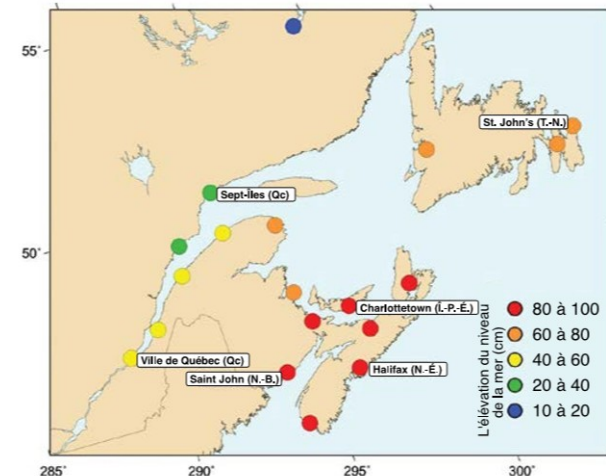 55°
St. John's (T.-N.)
Sept-Îles (Qc)
50°
Charlottetown (Î.-P.-É.)
Ville de Québec (Qc)
Halifax (N.-É.)
Saint John (N.-B.)
L'élévation du niveau
de la mer (cm)
80 à 100
60 à 80
40 à 60
20 à 40
10 à 20
285°
290°
295°
300°